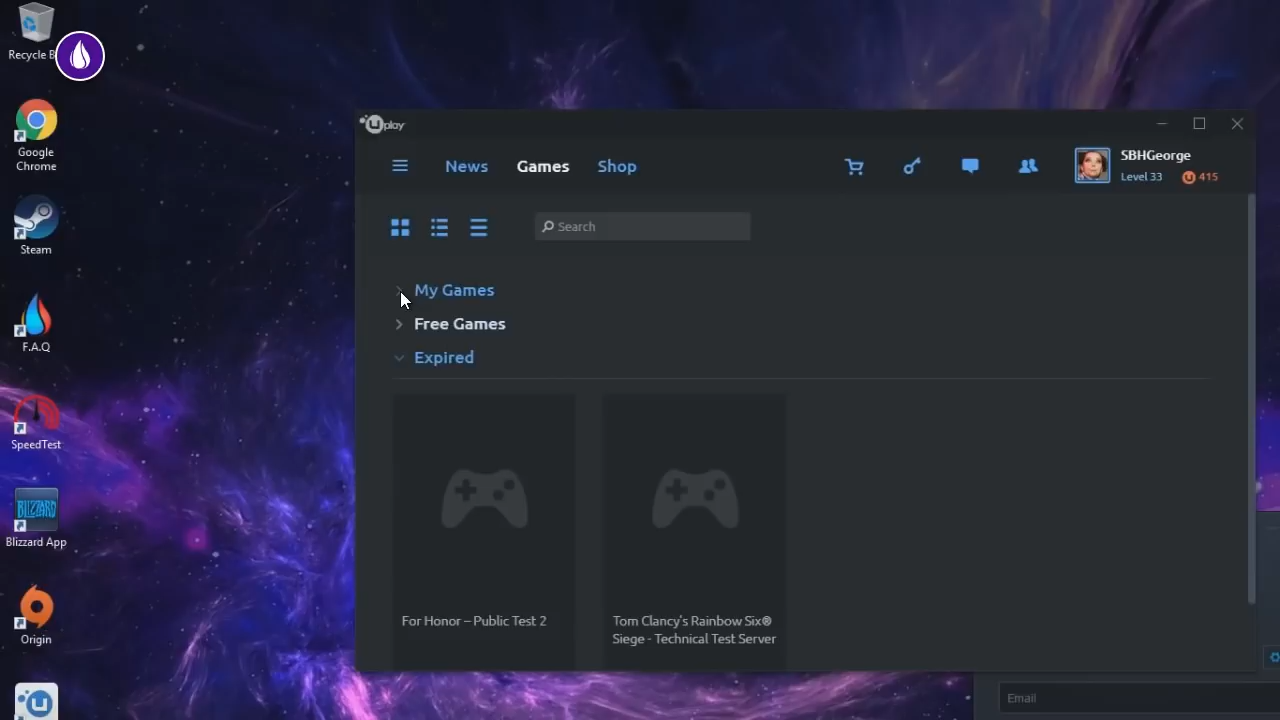 Recycle B
Google
Chrome
Steam
F.A.Q
SpeedTest
BLIZZARD
Blizzard App
Origin
Uplay
News
Games
Shop
SBHGeorge
Level 33
415
Search
My Games
Free Games
Expired
For Honor – Public Test 2
Tom Clancy's Rainbow Six®
Siege - Technical Test Server
Email